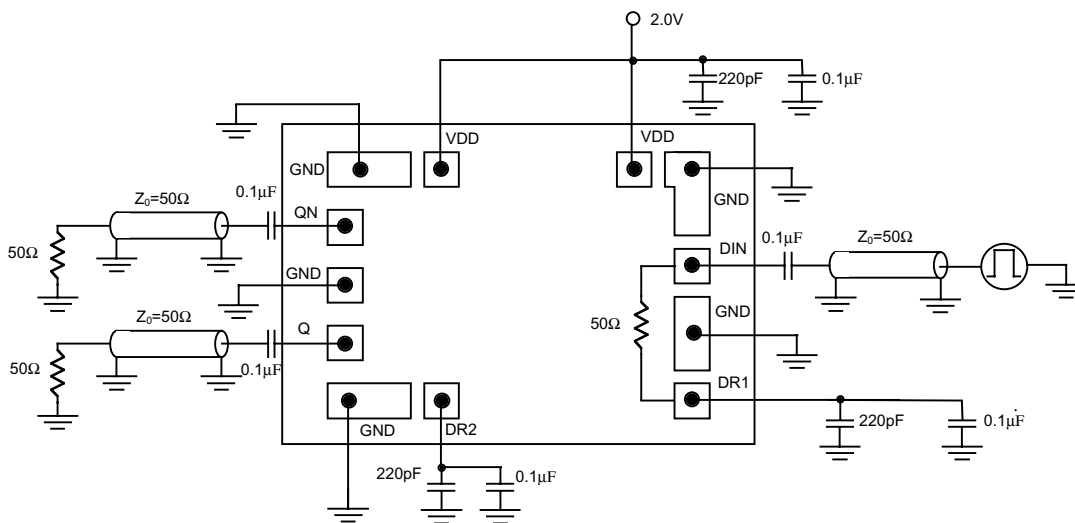 2.0V
220pF
0.1μF
VDD
VDD
GND
GND
0.1μF
Z0=50Ω
QN
50Ω
DIN
0.1μF
Z0=50Ω
GND
GND
50Ω
Z0=50Ω
Q
50Ω
0.1μF
DR1
GND
DR2
220pF
0.1μF
220pF
0.1μF